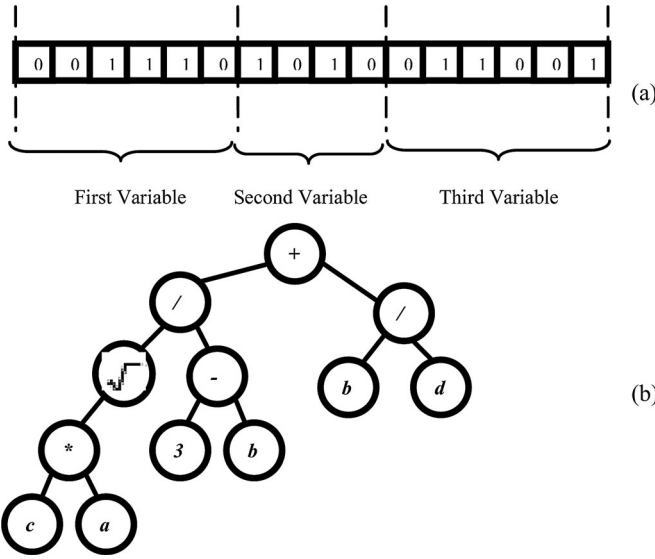 0 0 1 1 1 0 1 0 1 0 0 1 1 0 0 1
(a)
First Variable Second Variable Third Variable
+
/ /
√ - b d
(b)
* 3 b
c a